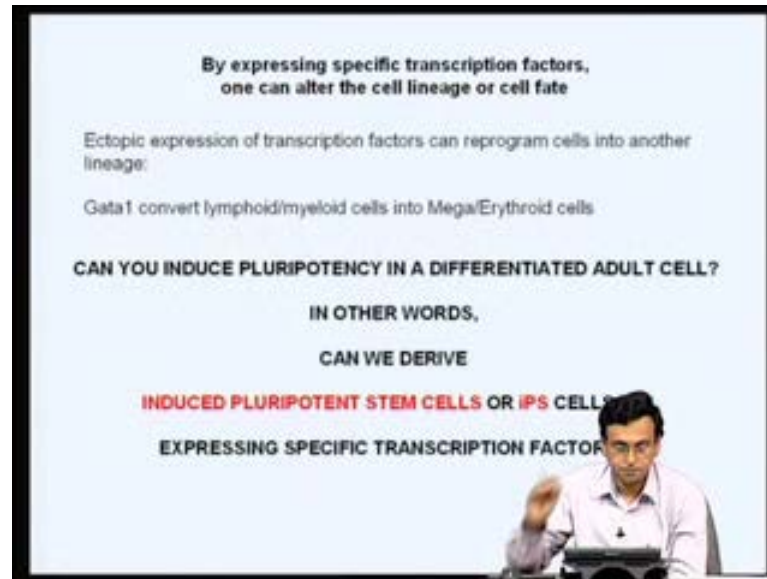 By expressing specific transcription factors,
one can alter the cell lineage or cell fate
Ectopic expression of transcription factors can reprogram cells into another
lineage:
Gata1 convert lymphoid/myeloid cells into Mega/Erythroid cells
CAN YOU INDUCE PLURIPOTENCY IN A DIFFERENTIATED ADULT CELL?
IN OTHER WORDS,
CAN WE DERIVE
INDUCED PLURIPOTENT STEM CELLS OR iPS CELLS
EXPRESSING SPECIFIC TRANSCRIPTION